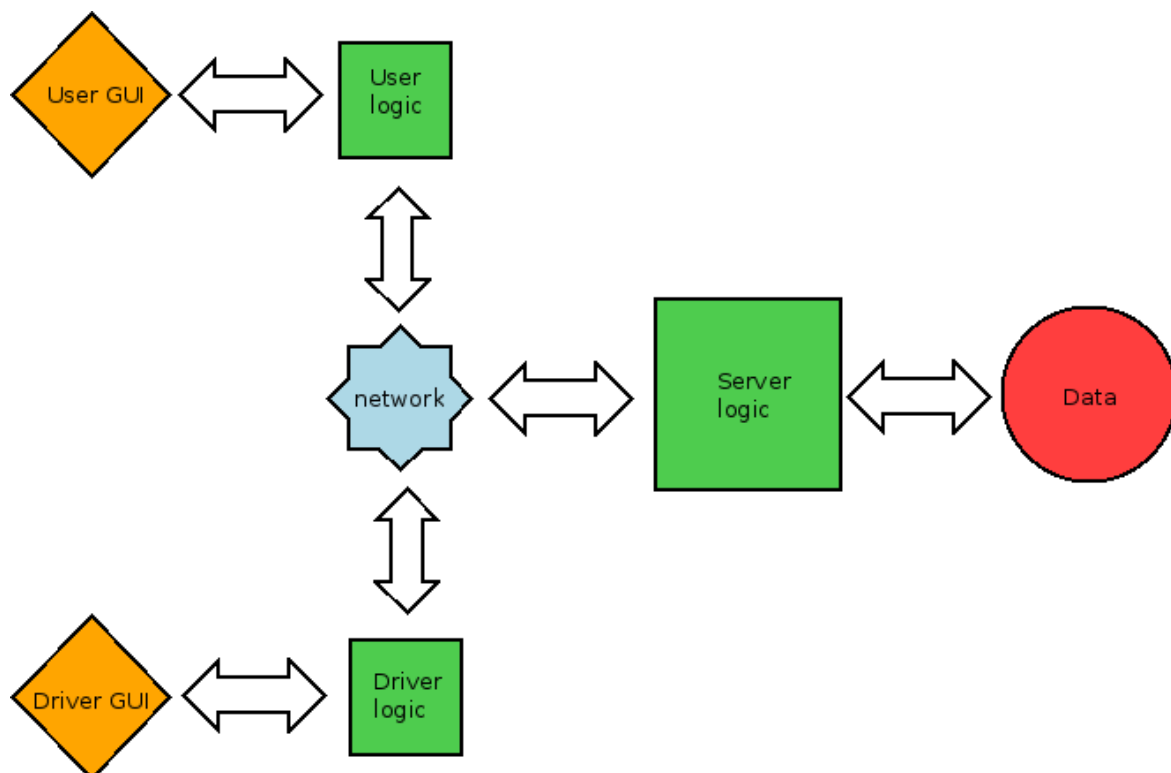 User GUI
User
logic
network
Server
logic
Data
Driver GUI
Driver
logic